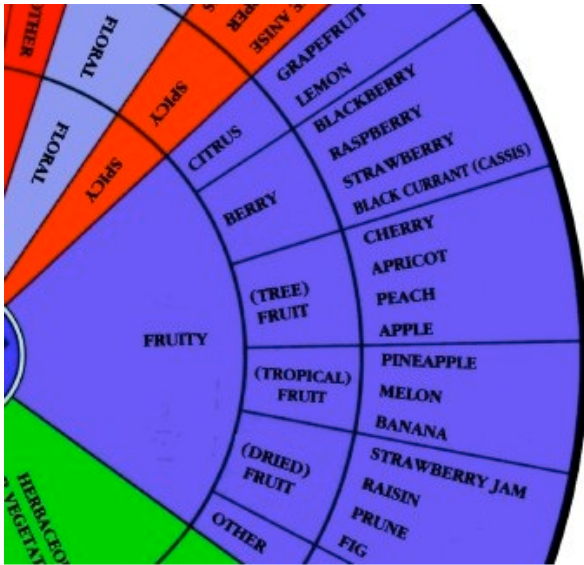 OTHER
FLORAL
FLORAL
SPICY
SPICY
ANISE
FRUITY
CITRUS
GRAPEFRUIT
LEMON
BERRY
BLACKBERRY
RASPBERRY
STRAWBERRY
BLACK CURRANT (CASSIS)
(TREE)
FRUIT
CHERRY
APRICOT
PEACH
APPLE
(TROPICAL)
FRUIT
PINEAPPLE
MELON
BANANA
(DRIED)
FRUIT
STRAWBERRY JAM
RAISIN
PRUNE
FIG
OTHER